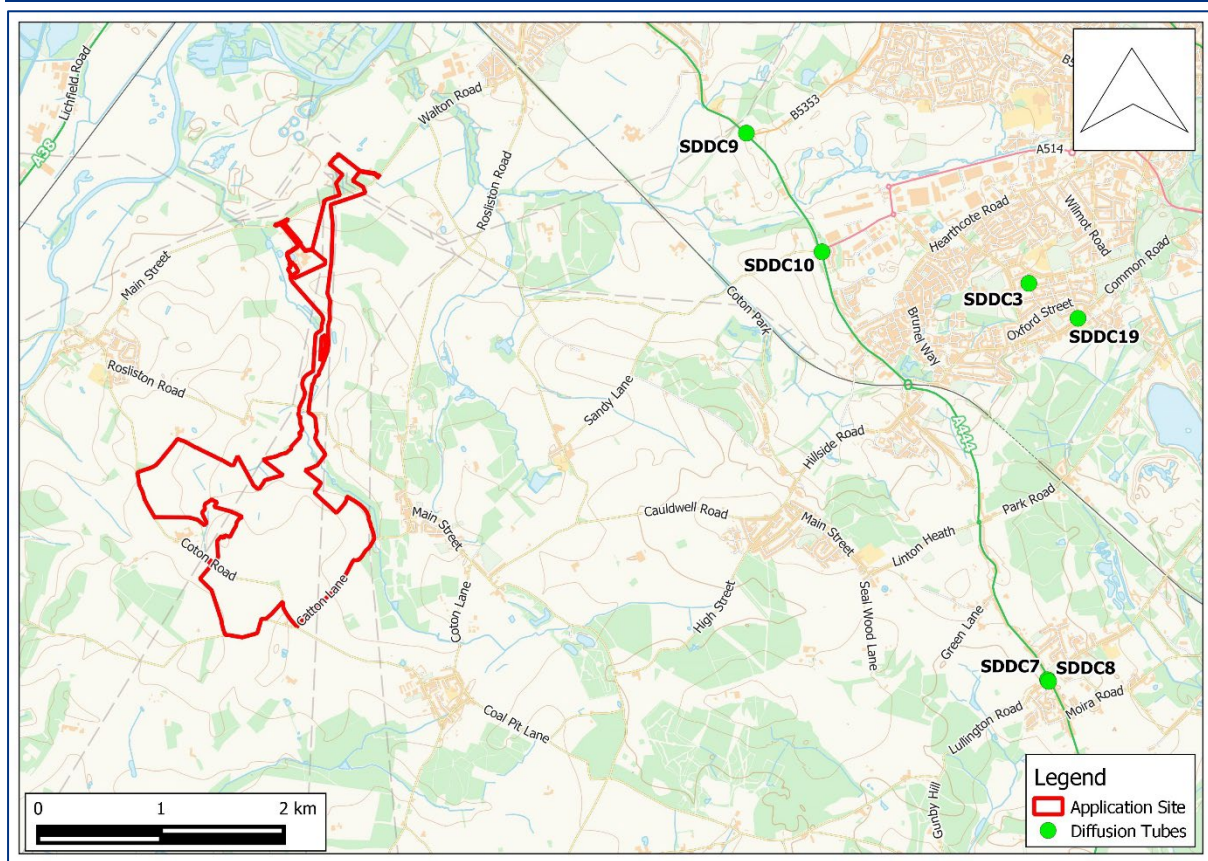 Lichfield Road
A38
Walton Road
Rosliston Road
B5353
SDDC9
A514
Hearthcote Road
Wilmot Road
Common Road
Main Street
SDDC10
Coton Park
SDDC3
Oxford Street
SDDC19
Brunel Way
Rosliston Road
Sandy Lane
A444
Hillside Road
Park Road
Main Street
Cauldwell Road
Main Street
Linton Heath
Coton Road
Catton Lane
Coton Lane
High Street
Seal Wood Lane
Green Lane
SDDC7
SDDC8
Moira Road
Lullington Road
Coal Pit Lane
Gunby Hill
0 1 2 km
Legend
Application Site
Diffusion Tubes